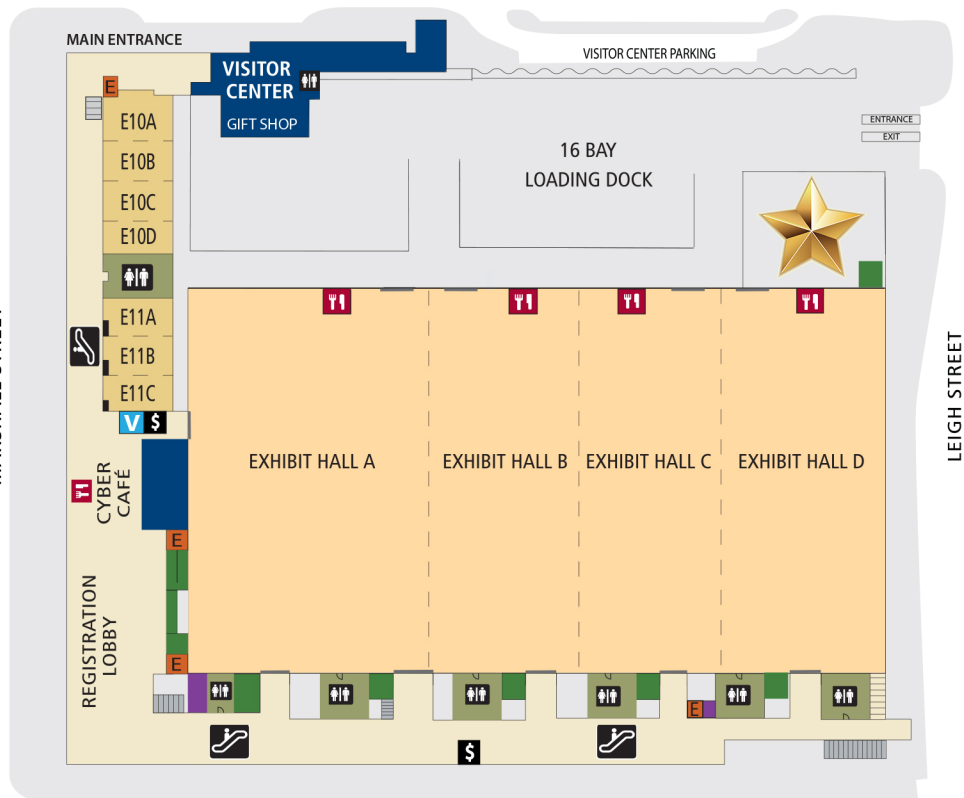 MAIN ENTRANCE
VISITOR CENTER PARKING
VISITOR
CENTER
GIFT SHOP
E
E10A
E10B
E10C
E10D
ENTRANCE
EXIT
16 BAY
LOADING DOCK
E11A
E11B
E11C
V
$
LEIGH STREET
EXHIBIT HALL A
EXHIBIT HALL B
EXHIBIT HALL C
EXHIBIT HALL D
CYBER
CAFÉ
E
REGISTRATION
LOBBY
E
E
$